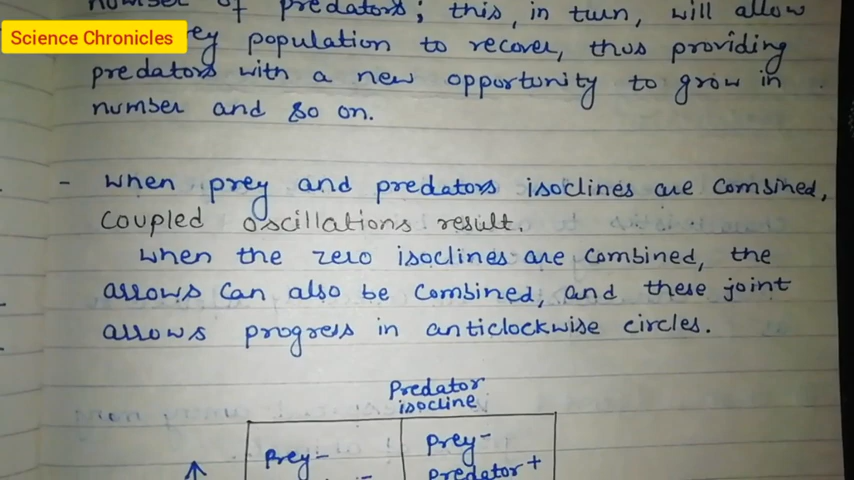 number of predators; this, in turn, will allow
Science Chronicles
population to recover, thus providing
predators with a new opportunity to grow in
number and so on.
- When prey and predators isoclines are combined,
coupled oscillations result.
When the zero isoclines are combined, the
arrows can also be combined, and these joint
arrows progress in anticlockwise circles.
Predator
isocline
Prey-
Prey-
Predator+